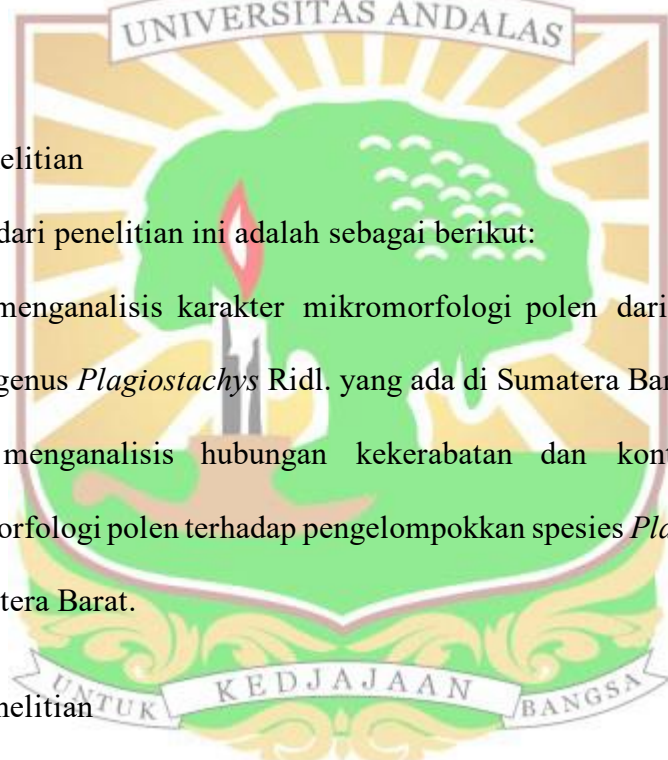 UNIVERSITAS ANDALAS
elitian
dari penelitian ini adalah sebagai berikut:
menganalisis karakter mikromorfologi polen dari
genus Plagiostachys Ridl. yang ada di Sumatera Bar
menganalisis hubungan kekerabatan dan kont
orfologi polen terhadap pengelompokkan spesies Pla
tera Barat.
UNTUK KEDJAJAAN BANGSA
nelitian